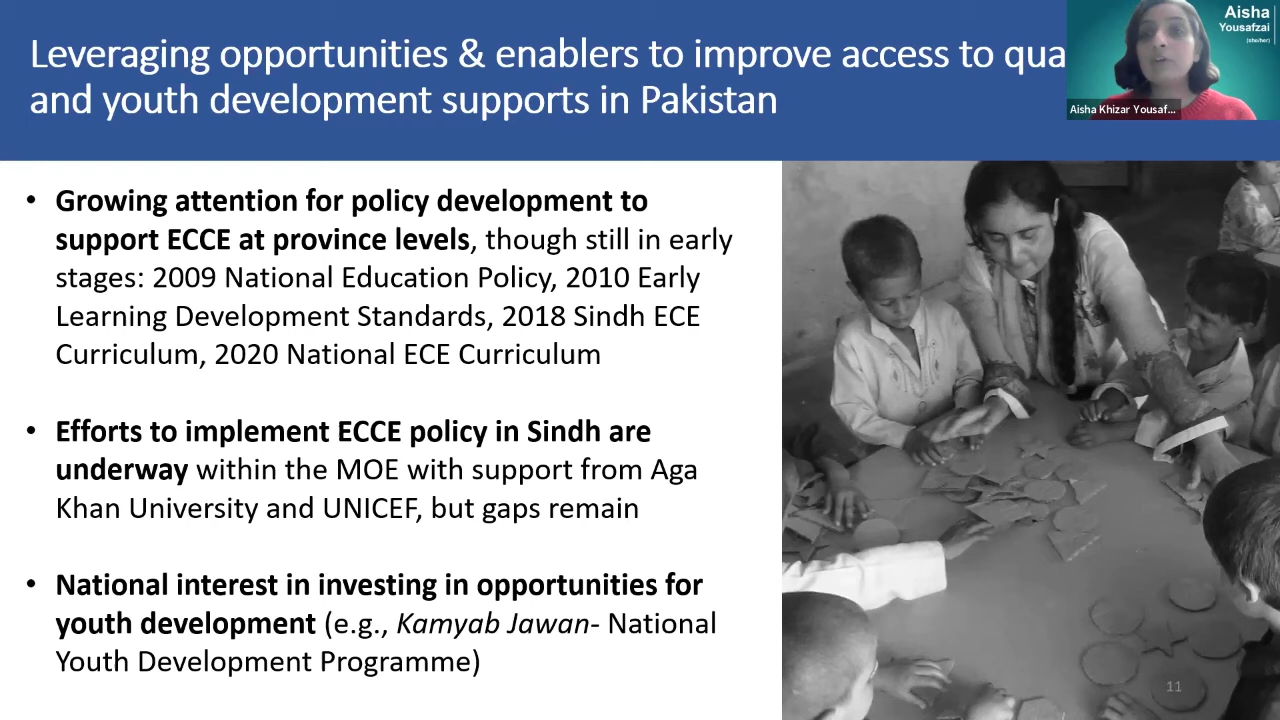 Leveraging opportunities & enablers to improve access to qua
and youth development supports in Pakistan
Aisha
Yousafzai
(she/her)
Aisha Khizar Yousaf...
• Growing attention for policy development to
support ECCE at province levels, though still in early
stages: 2009 National Education Policy, 2010 Early
Learning Development Standards, 2018 Sindh ECE
Curriculum, 2020 National ECE Curriculum
• Efforts to implement ECCE policy in Sindh are
underway within the MOE with support from Aga
Khan University and UNICEF, but gaps remain
• National interest in investing in opportunities for
youth development (e.g., Kamyab Jawan- National
Youth Development Programme)
11